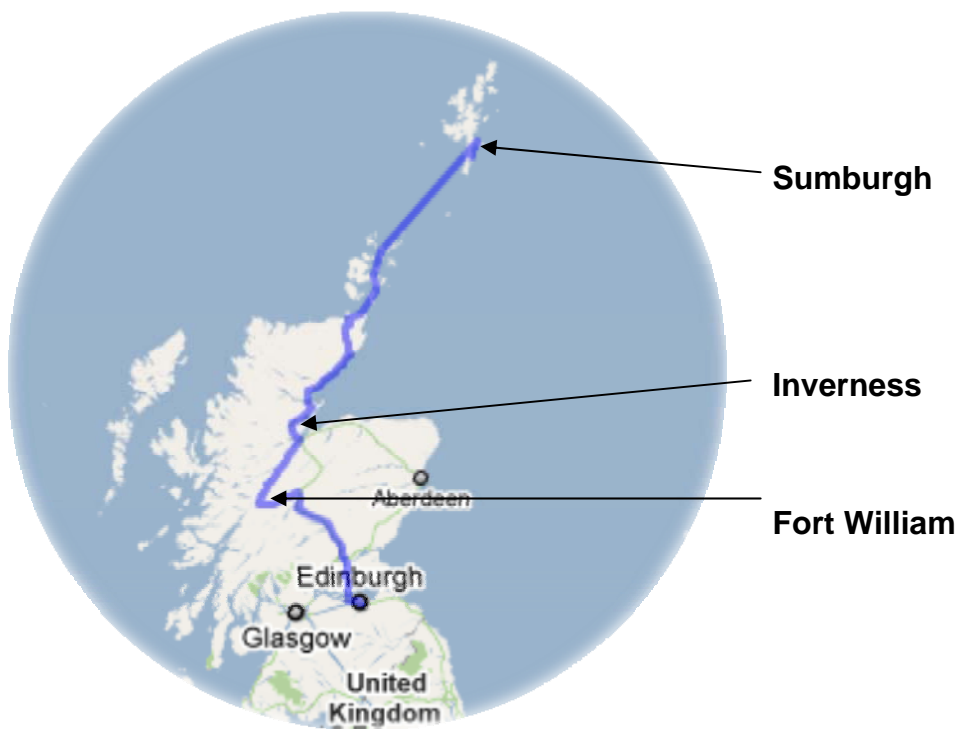 Sumburgh
Inverness
Aberdeen
Fort William
Edinburgh
Glasgow
United
Kingdom